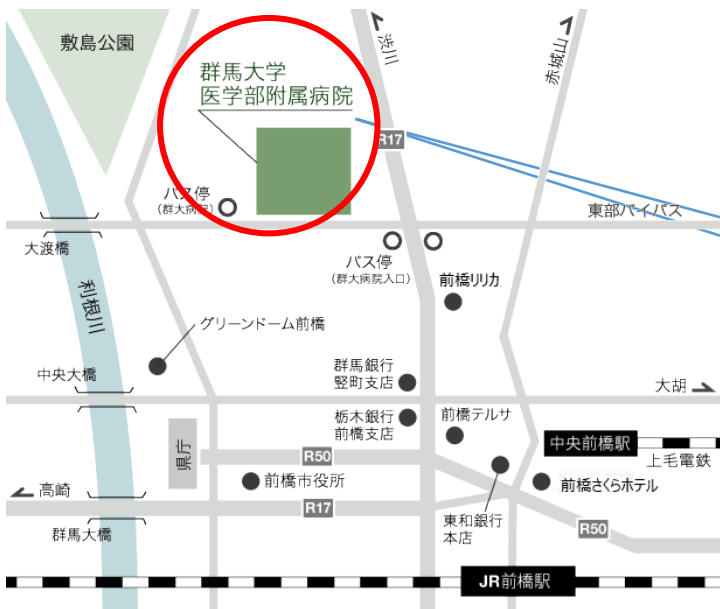 敷島公園
群馬大学
医学部附属病院
渋川
赤城山
R17
バス停
(群大病院)
東部バイパス
大渡橋
バス停
(群大病院入口)
前橋リリカ
利根川
グリーンドーム前橋
群馬銀行
竪町支店
中央大橋
大胡
栃木銀行
前橋支店
前橋テルサ
県庁
中央前橋駅
上毛電鉄
R50
前橋市役所
前橋さくらホテル
高崎
R17
東和銀行
本店
R50
群馬大橋
JR前橋駅